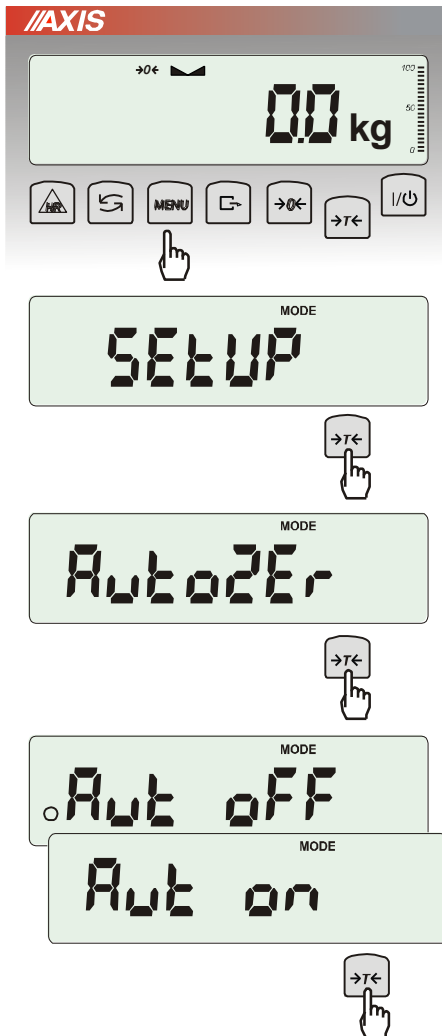 AXIS
→0←
0.0 kg
100
50
0
HR MENU →0← →T← I/⏻
MODE
SEtUP
→T←
MODE
AutoZEr
→T←
MODE
Aut oFF
MODE
Aut on
→T←